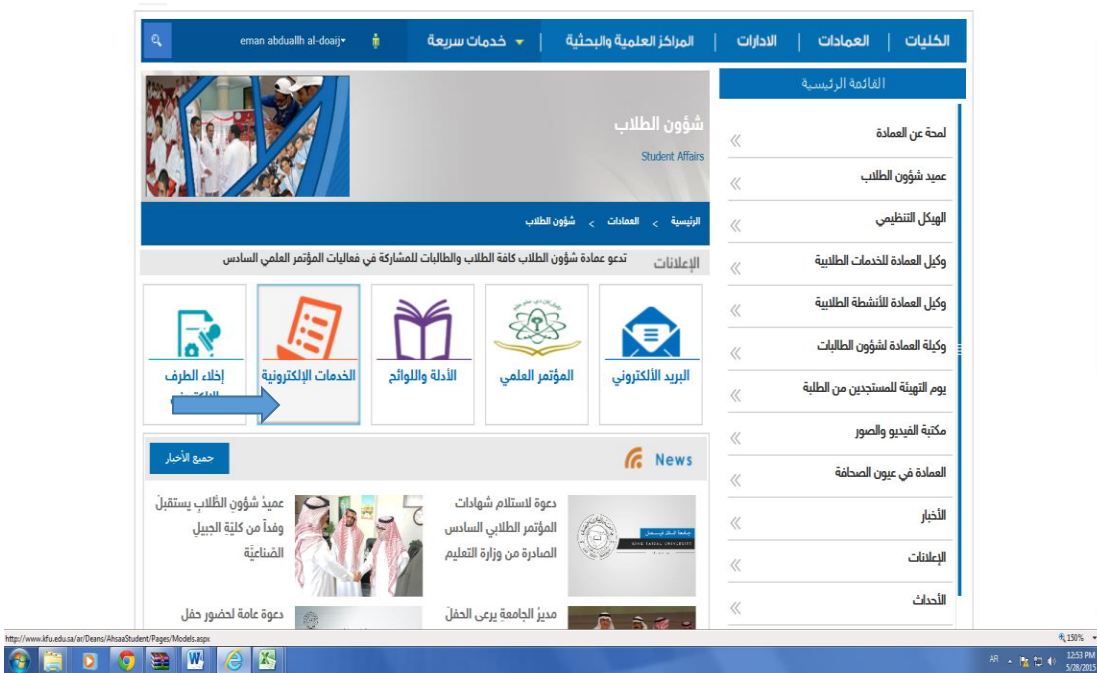 الكليات | العمادات | الادارات | المراكز العلمية والبحثية | خدمات سريعة
eman abduallh al-doaij
القائمة الرئيسية
لمحة عن العمادة
عميد شؤون الطلاب
الهيكل التنظيمي
وكيل العمادة للخدمات الطلابية
وكيل العمادة للأنشطة الطلابية
وكيلة العمادة لشؤون الطالبات
يوم التهيئة للمستجدين من الطلبة
مكتبة الفيديو والصور
العمادة في عيون الصحافة
الأخبار
الإعلانات
الأحداث
شؤون الطلاب
Student Affairs
الرئيسية > العمادات > شؤون الطلاب
الإعلانات
تدعو عمادة شؤون الطلاب كافة الطلاب والطالبات للمشاركة في فعاليات المؤتمر العلمي السادس
البريد الألكتروني
المؤتمر العلمي
الأدلة واللوائح
الخدمات الإلكترونية
إخلاء الطرف
News
جميع الأخبار
دعوة لاستلام شهادات
المؤتمر الطلابي السادس
الصادرة من وزارة التعليم
KING FAISAL UNIVERSITY
عميدُ شؤونِ الطُلابِ يستقبلُ
وفداً من كليّةِ الجبيلِ
الصّناعيّة
مديرُ الجامعةِ يرعى الحفلَ
دعوة عامة لحضور حفل
http://www.kfu.edu.sa/ar/Deans/AhsaaStudent/Pages/Models.aspx
150%
AR
12:53 PM
5/28/2015